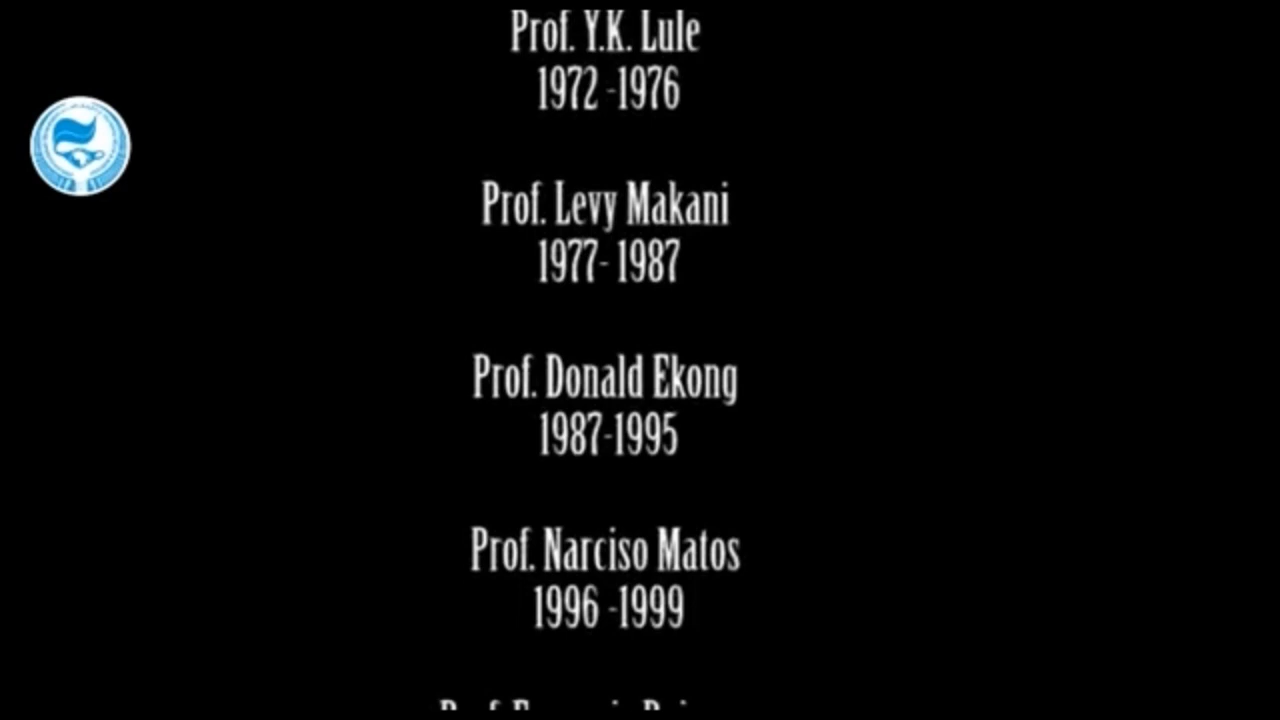 Prof. Y.K. Lule
1972 -1976
Prof. Levy Makani
1977- 1987
Prof. Donald Ekong
1987-1995
Prof. Narciso Matos
1996 -1999